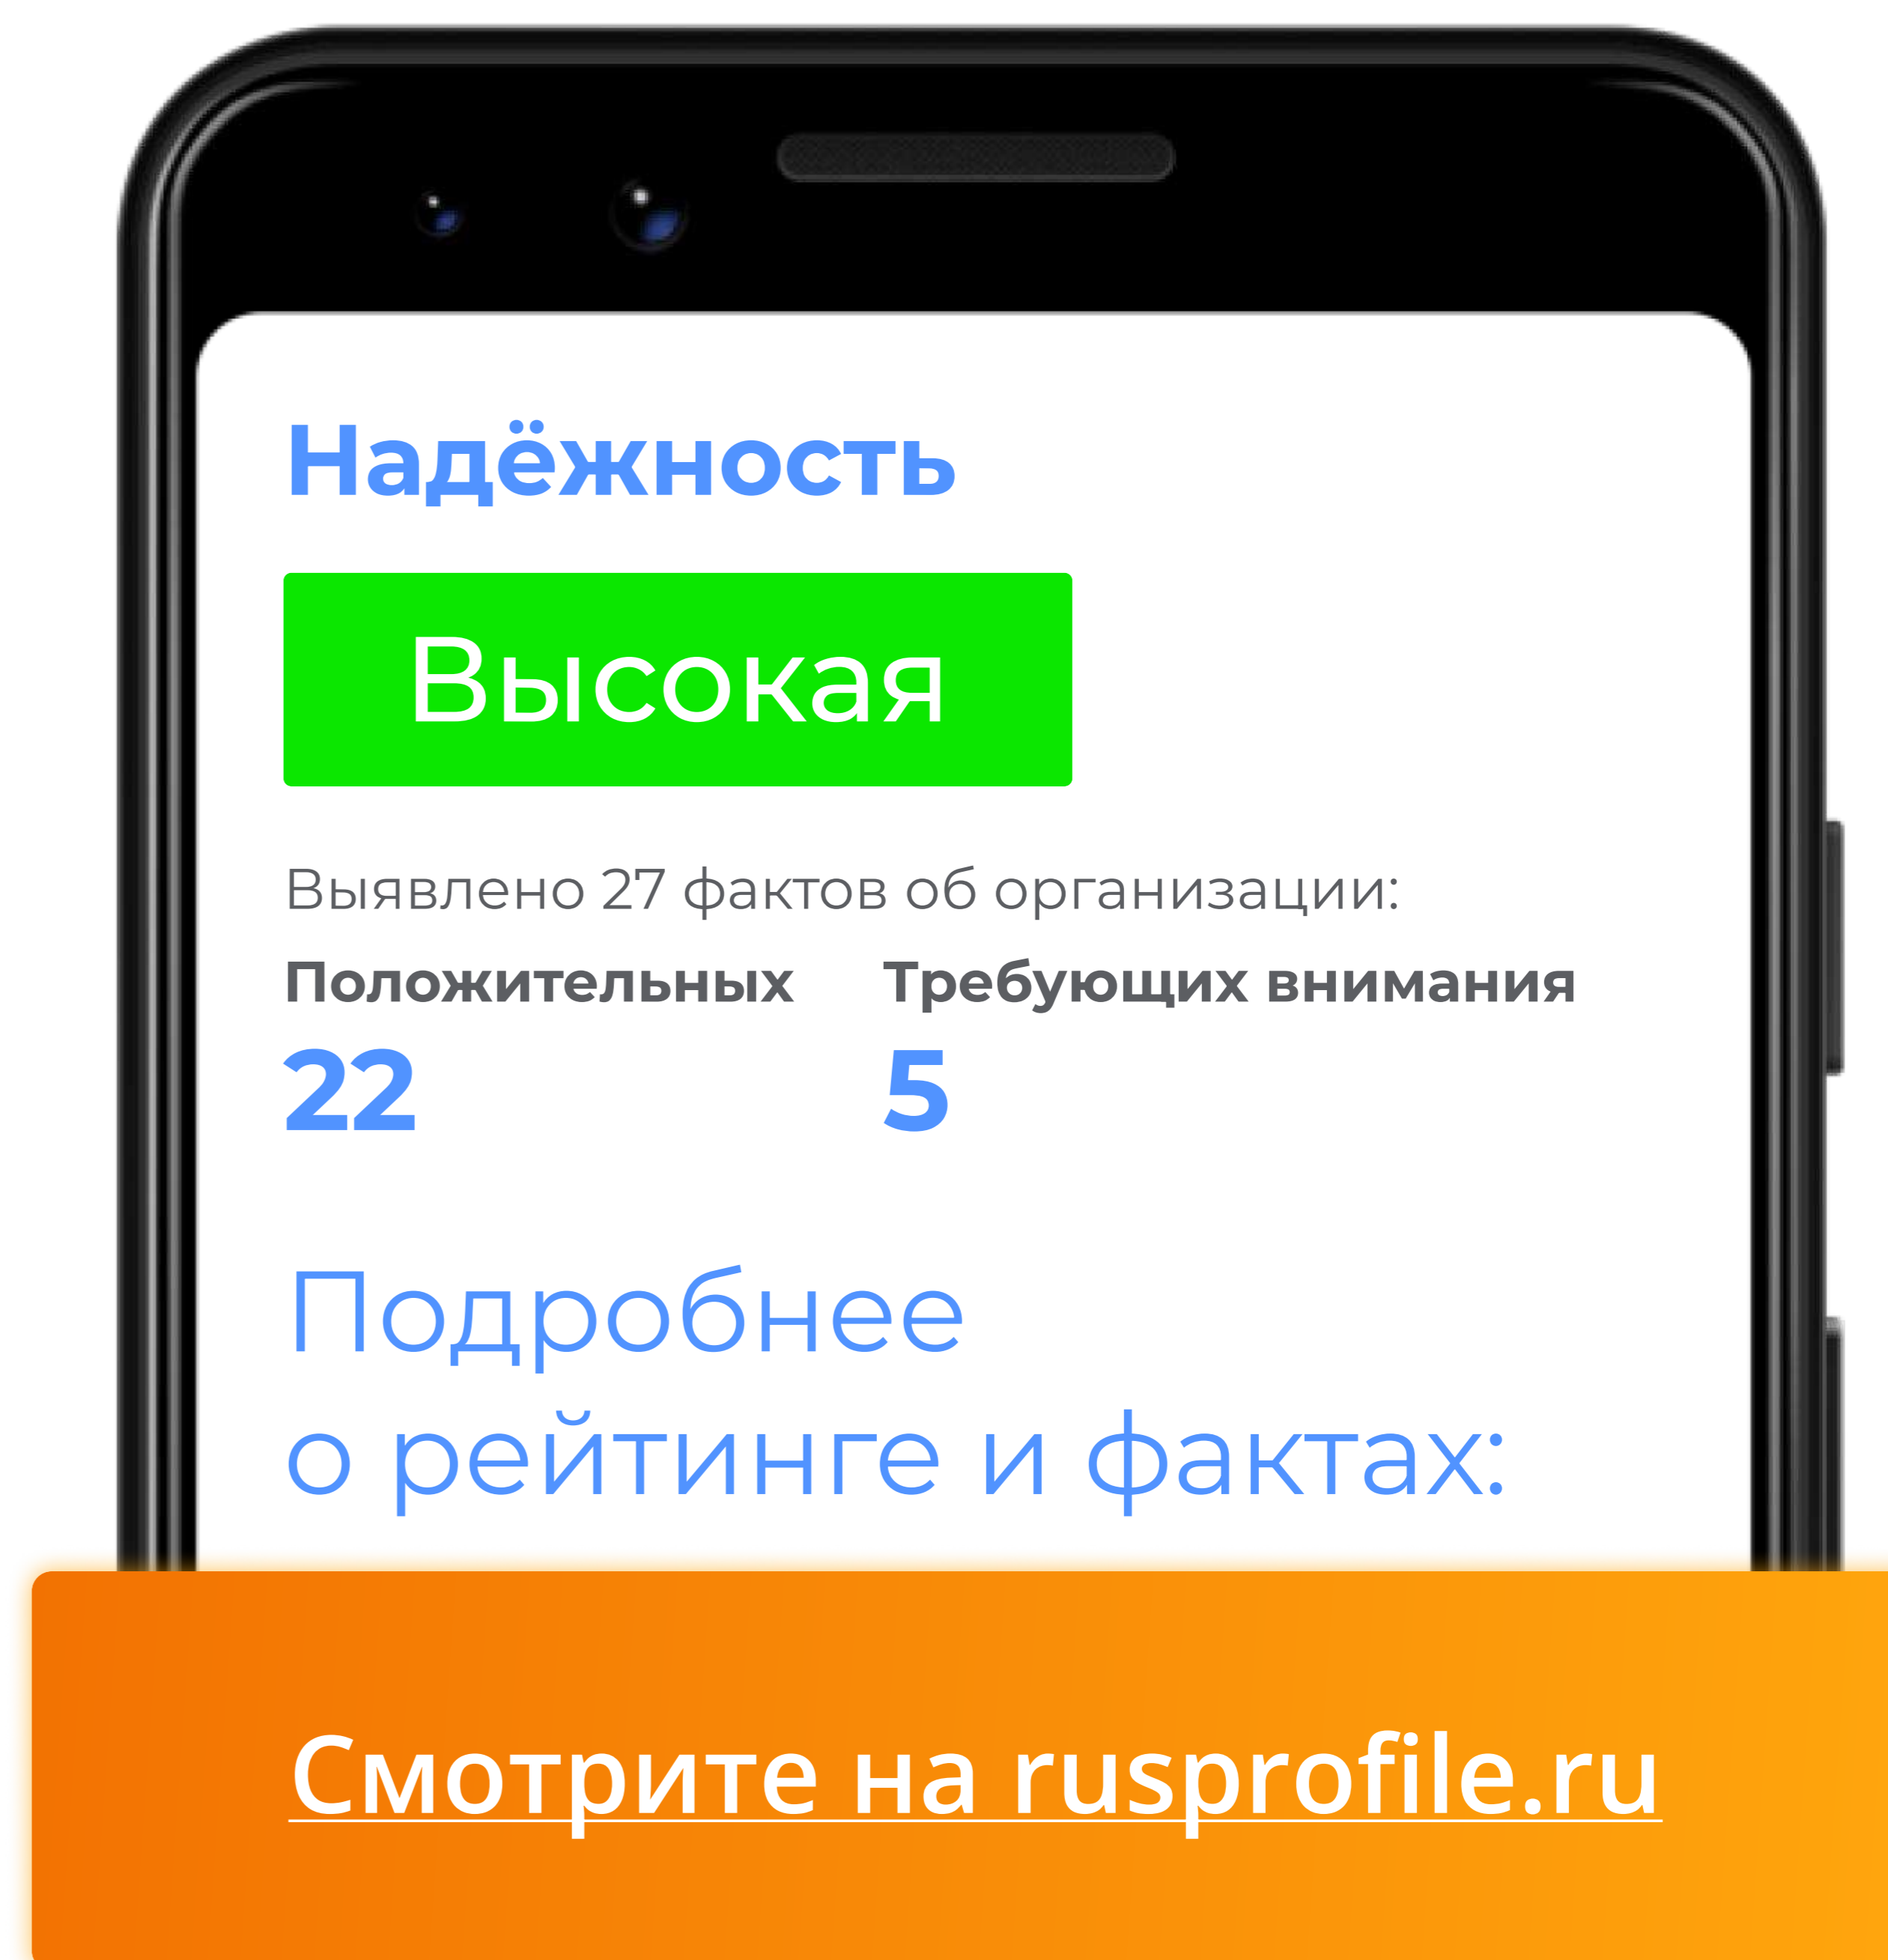 Надёжность
Высокая
Выявлено 27 фактов об организации:
Положительных Требующих внимания
22 5
Подробнее
о рейтинге и фактах:
Смотрите на rusprofile.ru